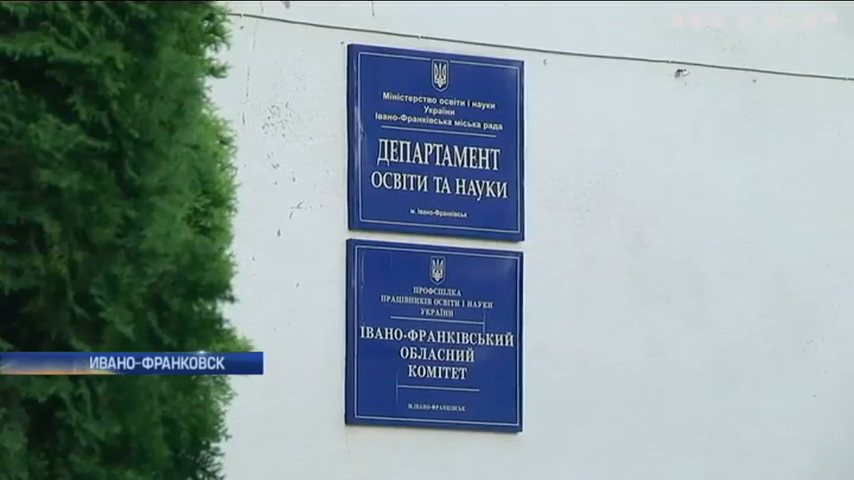 Міністерство освіти і науки
України
Івано-Франківська міська рада
ДЕПАРТАМЕНТ
ОСВІТИ ТА НАУКИ
м. Івано-Франківськ
ПРОФСПІЛКА
ПРАЦІВНИКІВ ОСВІТИ І НАУКИ
УКРАЇНИ
ІВАНО-ФРАНКІВСЬКИЙ
ОБЛАСНИЙ
КОМІТЕТ
М.ІВАНО-ФРАНКІВСЬК
ИВАНО-ФРАНКОВСК